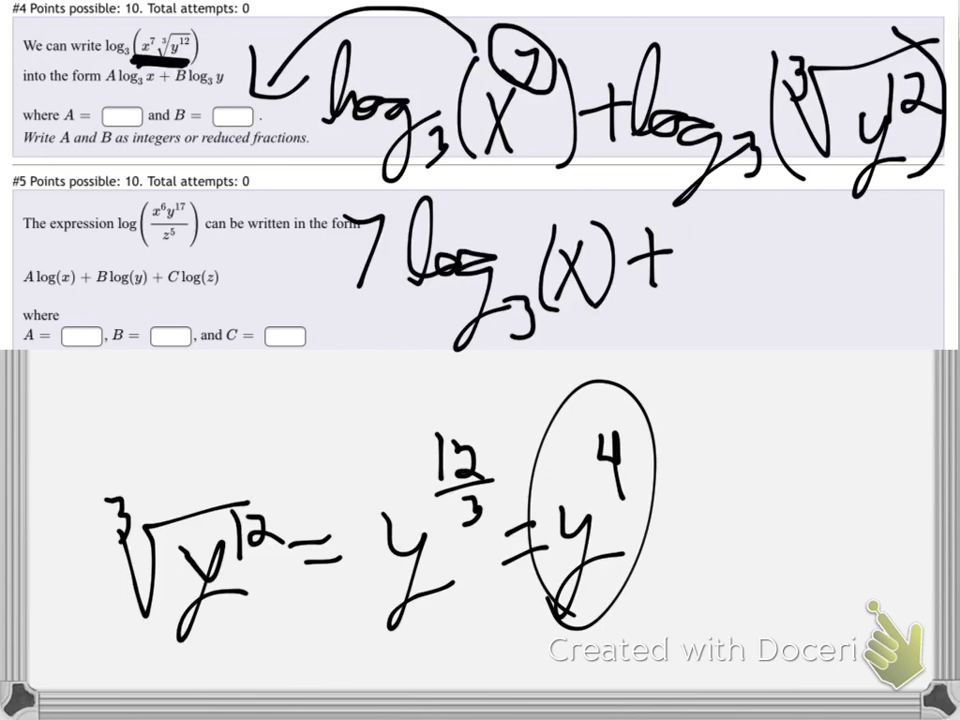 #4 Points possible: 10. Total attempts: 0
We can write log₃(x⁷ ∛y¹²)
into the form A log₃ x + B log₃ y
where A = and B = .
Write A and B as integers or reduced fractions.
log₃(x⁷) + log₃(∛y¹²)
#5 Points possible: 10. Total attempts: 0
The expression log(x⁶y¹⁷/z⁵) can be written in the form
7 log₃(x) +
A log(x) + B log(y) + C log(z)
where
A = , B = , and C =
∛y¹² = y^(12/3) = y⁴
Created with Doceri